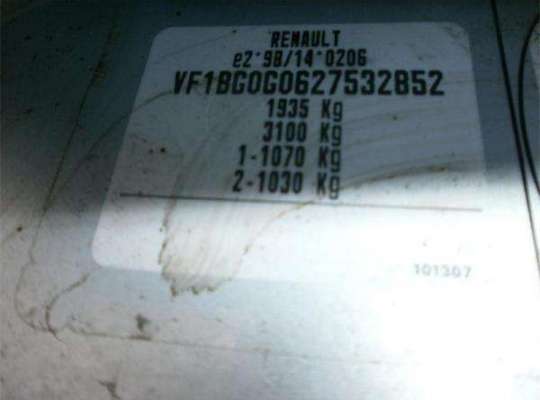 RENAULT
e2*98/14*0206
VF1BG0G0627532852
1935 Kg
3100 Kg
1-1070 Kg
2-1030 Kg
101307